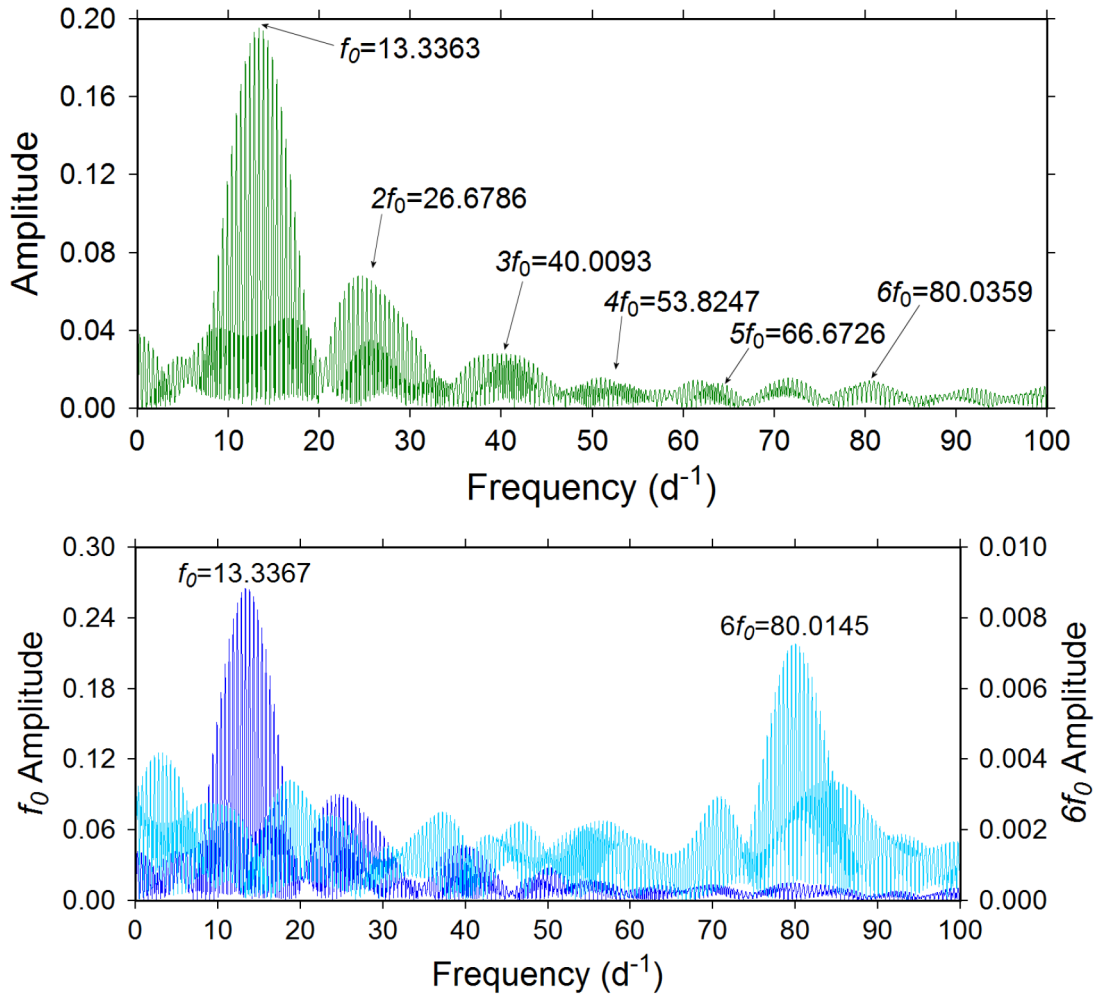 0.20
0.16
0.12
0.08
0.04
0.00
Amplitude
f0=13.3363
2f0=26.6786
3f0=40.0093
4f0=53.8247
5f0=66.6726
6f0=80.0359
0 10 20 30 40 50 60 70 80 90 100
Frequency (d-1)
0.30
0.24
0.18
0.12
0.06
0.00
f0 Amplitude
f0=13.3367
6f0=80.0145
0.010
0.008
0.006
0.004
0.002
0.000
6f0 Amplitude
0 10 20 30 40 50 60 70 80 90 100
Frequency (d-1)